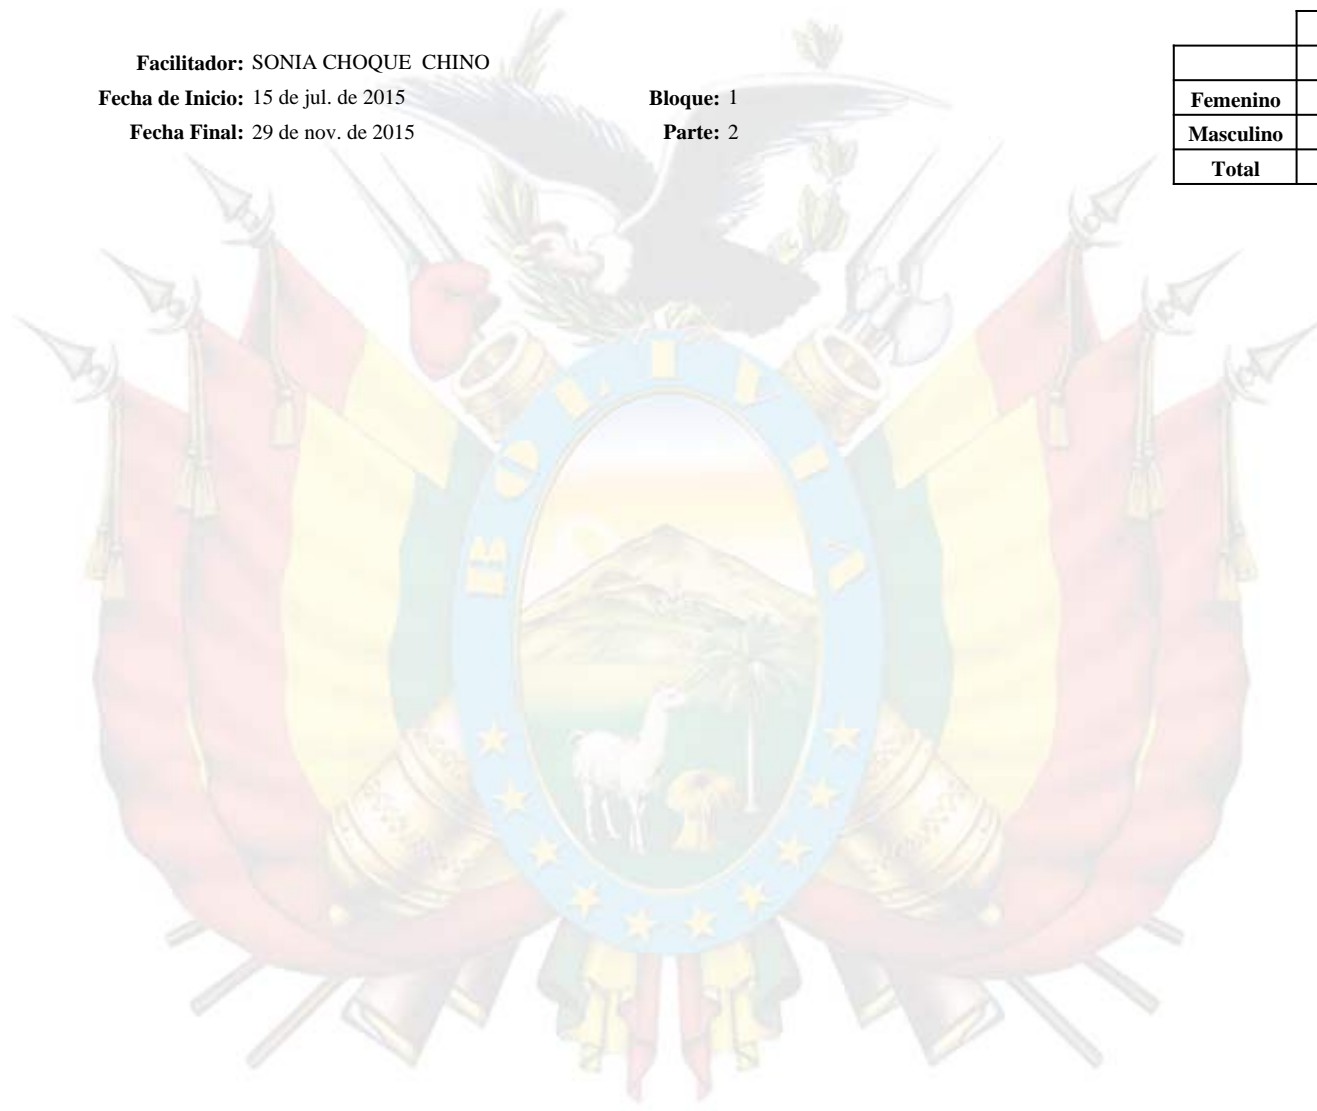 Facilitador: SONIA CHOQUE CHINO
Fecha de Inicio: 15 de jul. de 2015 Bloque: 1
Fecha Final: 29 de nov. de 2015 Parte: 2
Femenino
Masculino
Total
BOLIVIA